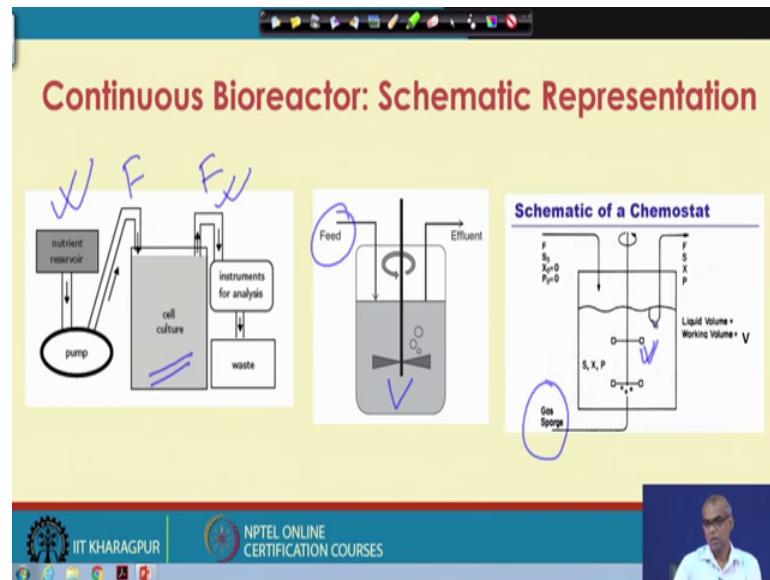 Continuous Bioreactor: Schematic Representation
F
F
nutrient
reservoir
pump
cell
culture
instruments
for analysis
waste
Feed
Effluent
V
Schematic of a Chemostat
F
S₀
X₀=0
P₀=0
F
S
X
P
Liquid Volume =
Working Volume = V
S, X, P
Gas
Sparge
IIT KHARAGPUR
NPTEL ONLINE
CERTIFICATION COURSES